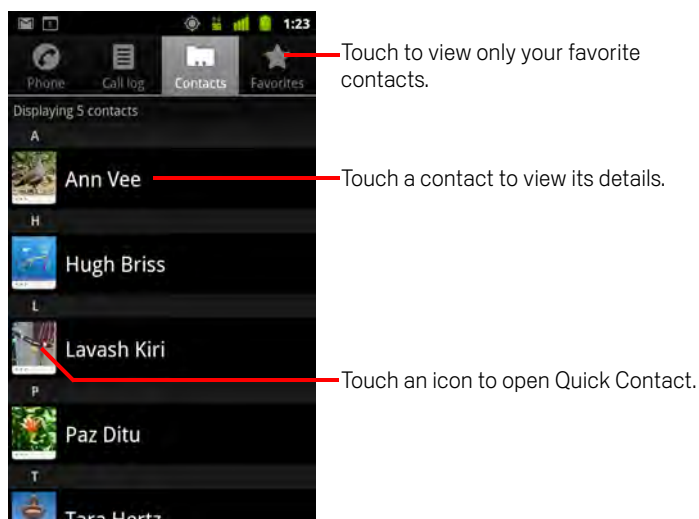 1:23
Phone Call log Contacts Favorites
Touch to view only your favorite
contacts.
Displaying 5 contacts
A
Ann Vee
Touch a contact to view its details.
H
Hugh Briss
L
Lavash Kiri
Touch an icon to open Quick Contact.
P
Paz Ditu
T
Tara Hertz